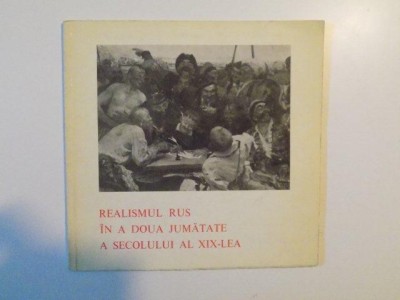 REALISMUL RUS
ÎN A DOUA JUMĂTATE
A SECOLULUI AL XIX-LEA